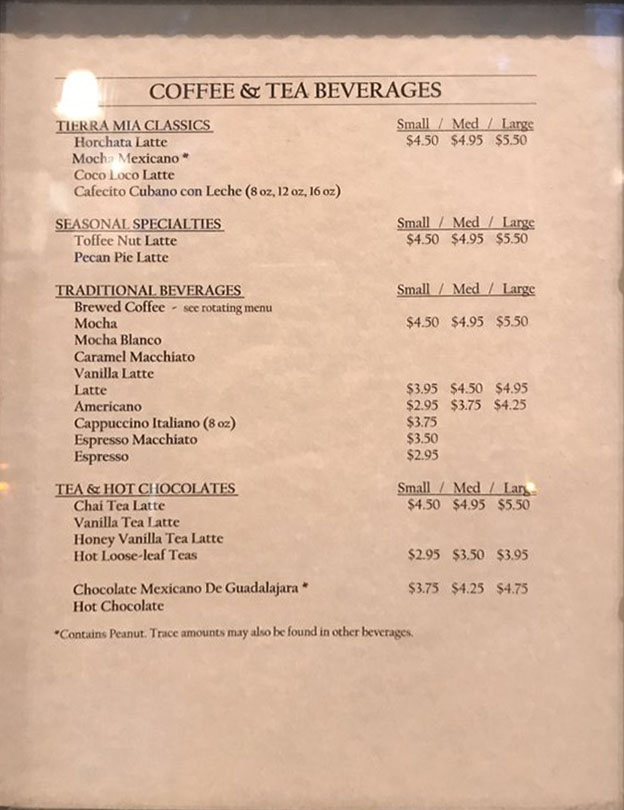 COFFEE & TEA BEVERAGES
TIERRA MIA CLASSICS Small / Med / Large
Horchata Latte $4.50 $4.95 $5.50
Mocha Mexicano *
Coco Loco Latte
Cafecito Cubano con Leche (8 oz, 12 oz, 16 oz)
SEASONAL SPECIALTIES Small / Med / Large
Toffee Nut Latte $4.50 $4.95 $5.50
Pecan Pie Latte
TRADITIONAL BEVERAGES Small / Med / Large
Brewed Coffee - see rotating menu
Mocha $4.50 $4.95 $5.50
Mocha Blanco
Caramel Macchiato
Vanilla Latte
Latte $3.95 $4.50 $4.95
Americano $2.95 $3.75 $4.25
Cappuccino Italiano (8 oz) $3.75
Espresso Macchiato $3.50
Espresso $2.95
TEA & HOT CHOCOLATES Small / Med / Large
Chai Tea Latte $4.50 $4.95 $5.50
Vanilla Tea Latte
Honey Vanilla Tea Latte
Hot Loose-leaf Teas $2.95 $3.50 $3.95
Chocolate Mexicano De Guadalajara * $3.75 $4.25 $4.75
Hot Chocolate
*Contains Peanut. Trace amounts may also be found in other beverages.